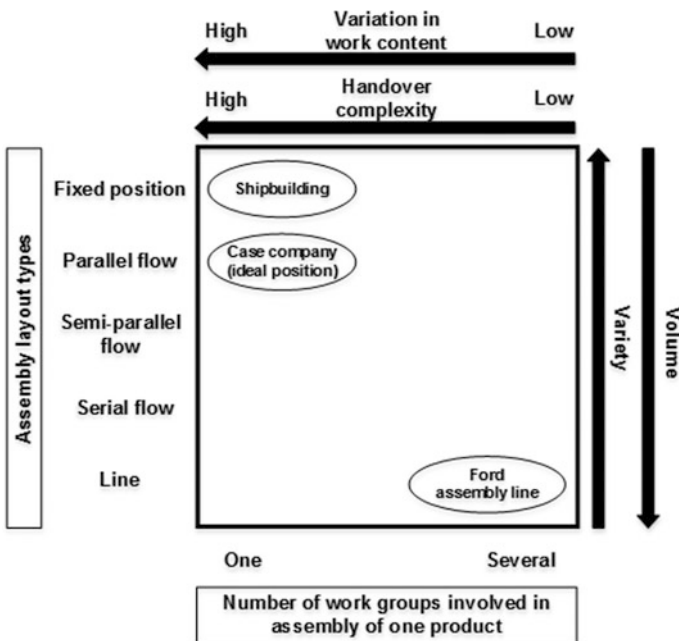 Variation in
High work content Low
Handover
High complexity Low
Assembly layout types
Fixed position
Shipbuilding
Parallel flow
Case company
(ideal position)
Semi-parallel
flow
Serial flow
Line
Ford
assembly line
Variety
Volume
One Several
Number of work groups involved in
assembly of one product